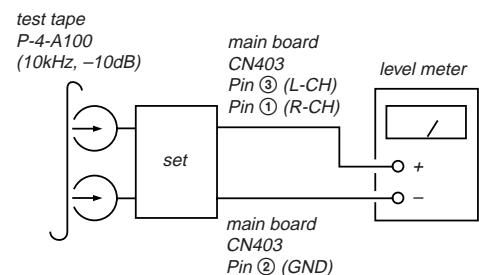 test tape
P-4-A100
(10kHz, –10dB)
main board
CN403
Pin ③ (L-CH)
Pin ① (R-CH)
level meter
set
+
–
main board
CN403
Pin ② (GND)